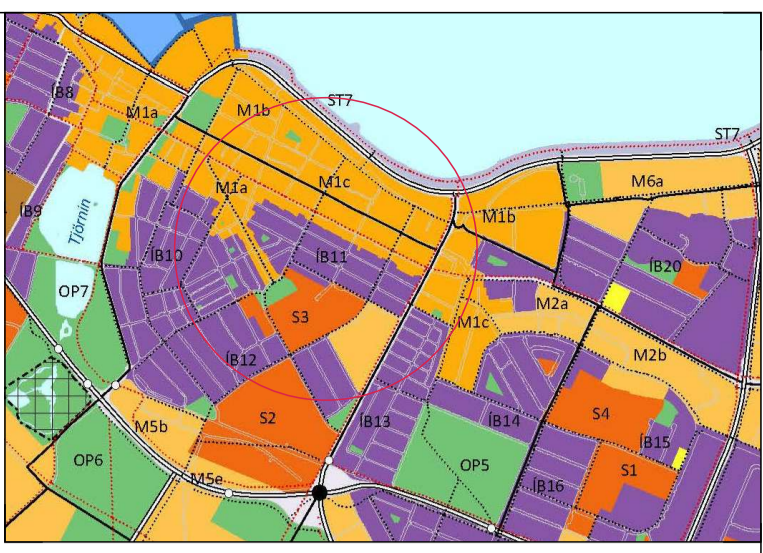 ÍB8
M1a
M1b
ST7
ST7
M1a
M1c
M6a
ÍB9
Tjörnin
M1b
ÍB10
ÍB11
ÍB20
OP7
S3
M2a
M1c
ÍB12
M2b
M5b
S2
ÍB13
ÍB14
S4
ÍB15
OP6
M5e
OP5
S1
ÍB16